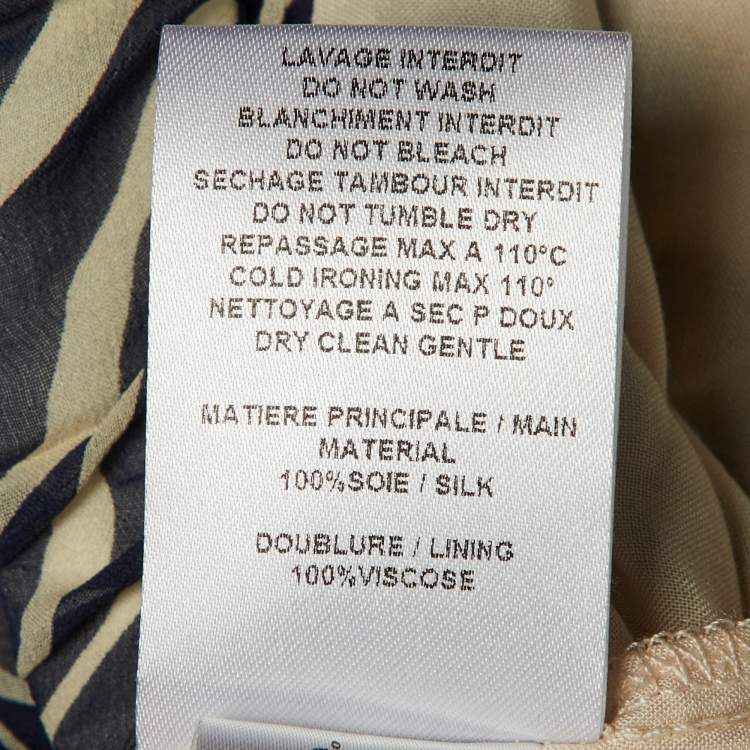 LAVAGE INTERDIT
DO NOT WASH
BLANCHIMENT INTERDIT
DO NOT BLEACH
SECHAGE TAMBOUR INTERDIT
DO NOT TUMBLE DRY
REPASSAGE MAX A 110°C
COLD IRONING MAX 110°
NETTOYAGE A SEC P DOUX
DRY CLEAN GENTLE
MATIERE PRINCIPALE / MAIN
MATERIAL
100%SOIE / SILK
DOUBLURE / LINING
100%VISCOSE